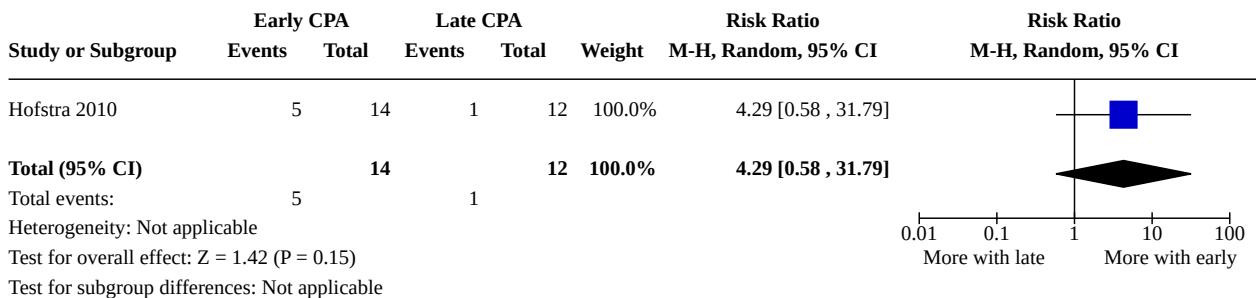 Early CPA Late CPA Risk Ratio Risk Ratio
Study or Subgroup Events Total Events Total Weight M-H, Random, 95% CI M-H, Random, 95% CI
Hofstra 2010 5 14 1 12 100.0% 4.29 [0.58 , 31.79]
Total (95% CI) 14 12 100.0% 4.29 [0.58 , 31.79]
Total events: 5 1
Heterogeneity: Not applicable
0.01 0.1 1 10 100
Test for overall effect: Z = 1.42 (P = 0.15) More with late More with early
Test for subgroup differences: Not applicable